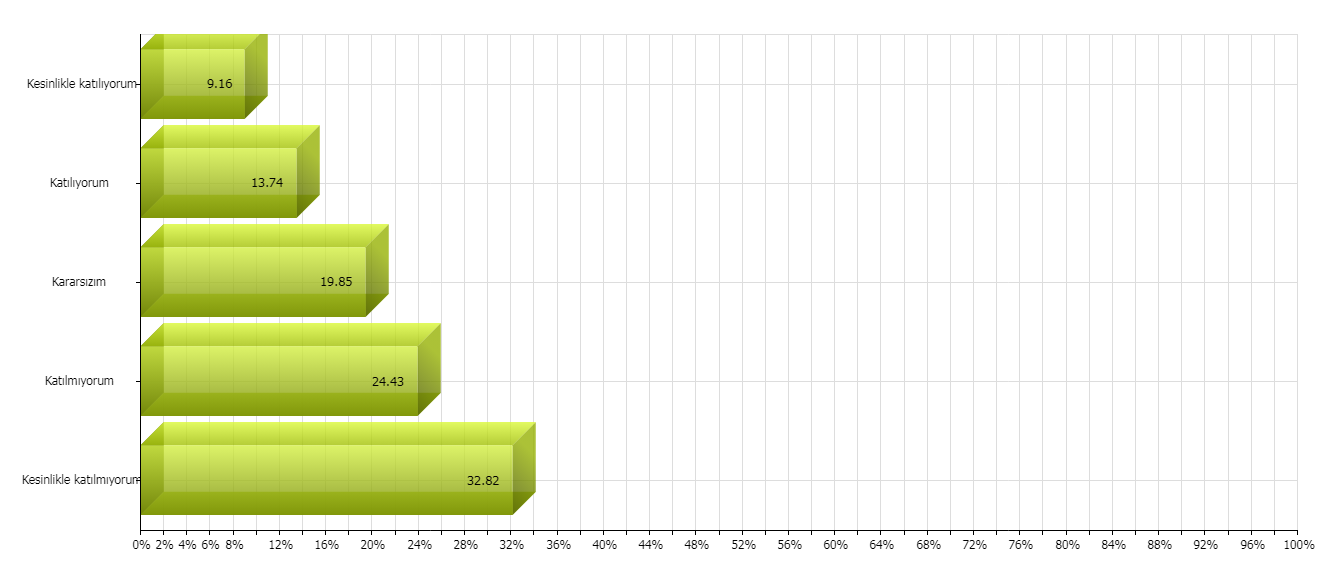 Kesinlikle katılıyorum
9.16
Katılıyorum
13.74
Kararsızım
19.85
Katılmıyorum
24.43
Kesinlikle katılmıyorum
32.82
0% 2% 4% 6% 8% 12% 16% 20% 24% 28% 32% 36% 40% 44% 48% 52% 56% 60% 64% 68% 72% 76% 80% 84% 88% 92% 96% 100%